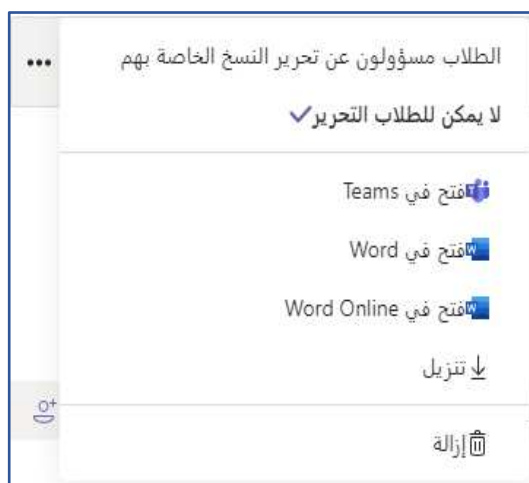 الطلاب مسؤولون عن تحرير النسخ الخاصة بهم
لا يمكن للطلاب التحرير
فتح في Teams
فتح في Word
فتح في Word Online
تنزيل
إزالة